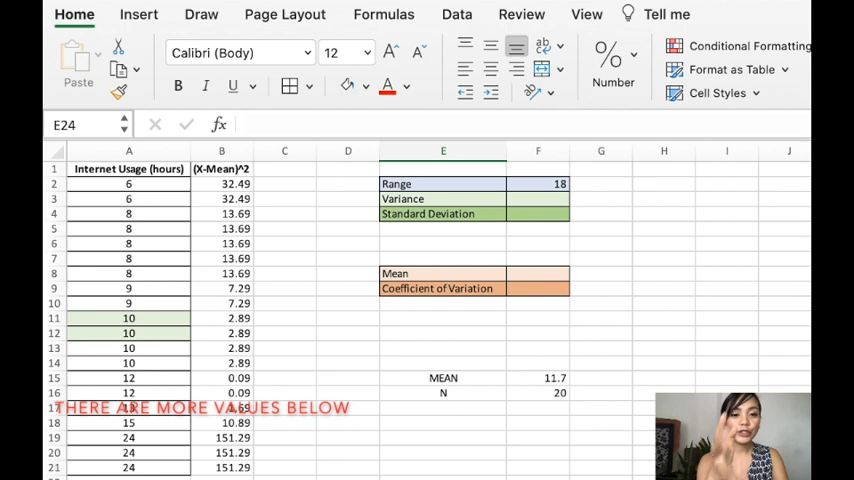 Home Insert Draw Page Layout Formulas Data Review View Tell me
Paste Calibri (Body) 12 A A B I U A % Number Conditional Formatting Format as Table Cell Styles
E24 fx
A B C D E F G H I J
1 Internet Usage (hours) (X-Mean)^2
2 6 32.49 Range 18
3 6 32.49 Variance
4 8 13.69 Standard Deviation
5 8 13.69
6 8 13.69
7 8 13.69
8 8 13.69 Mean
9 9 7.29 Coefficient of Variation
10 9 7.29
11 10 2.89
12 10 2.89
13 10 2.89
14 10 2.89
15 12 0.09 MEAN 11.7
16 12 0.09 N 20
THERE ARE MORE VALUES BELOW
17 13 1.69
18 15 10.89
19 24 151.29
20 24 151.29
21 24 151.29